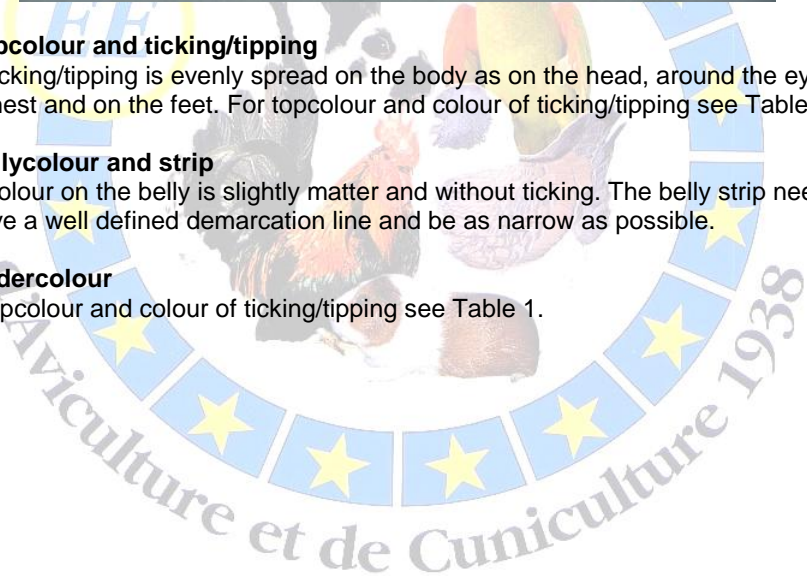 EE
pcolour and ticking/tipping
cking/tipping is evenly spread on the body as on the head, around the ey
nest and on the feet. For topcolour and colour of ticking/tipping see Table
llycolour and strip
olour on the belly is slightly matter and without ticking. The belly strip nee
ve a well defined demarcation line and be as narrow as possible.
dercolour
pcolour and colour of ticking/tipping see Table 1.
d'Aviculture et de Cuniculture 1938